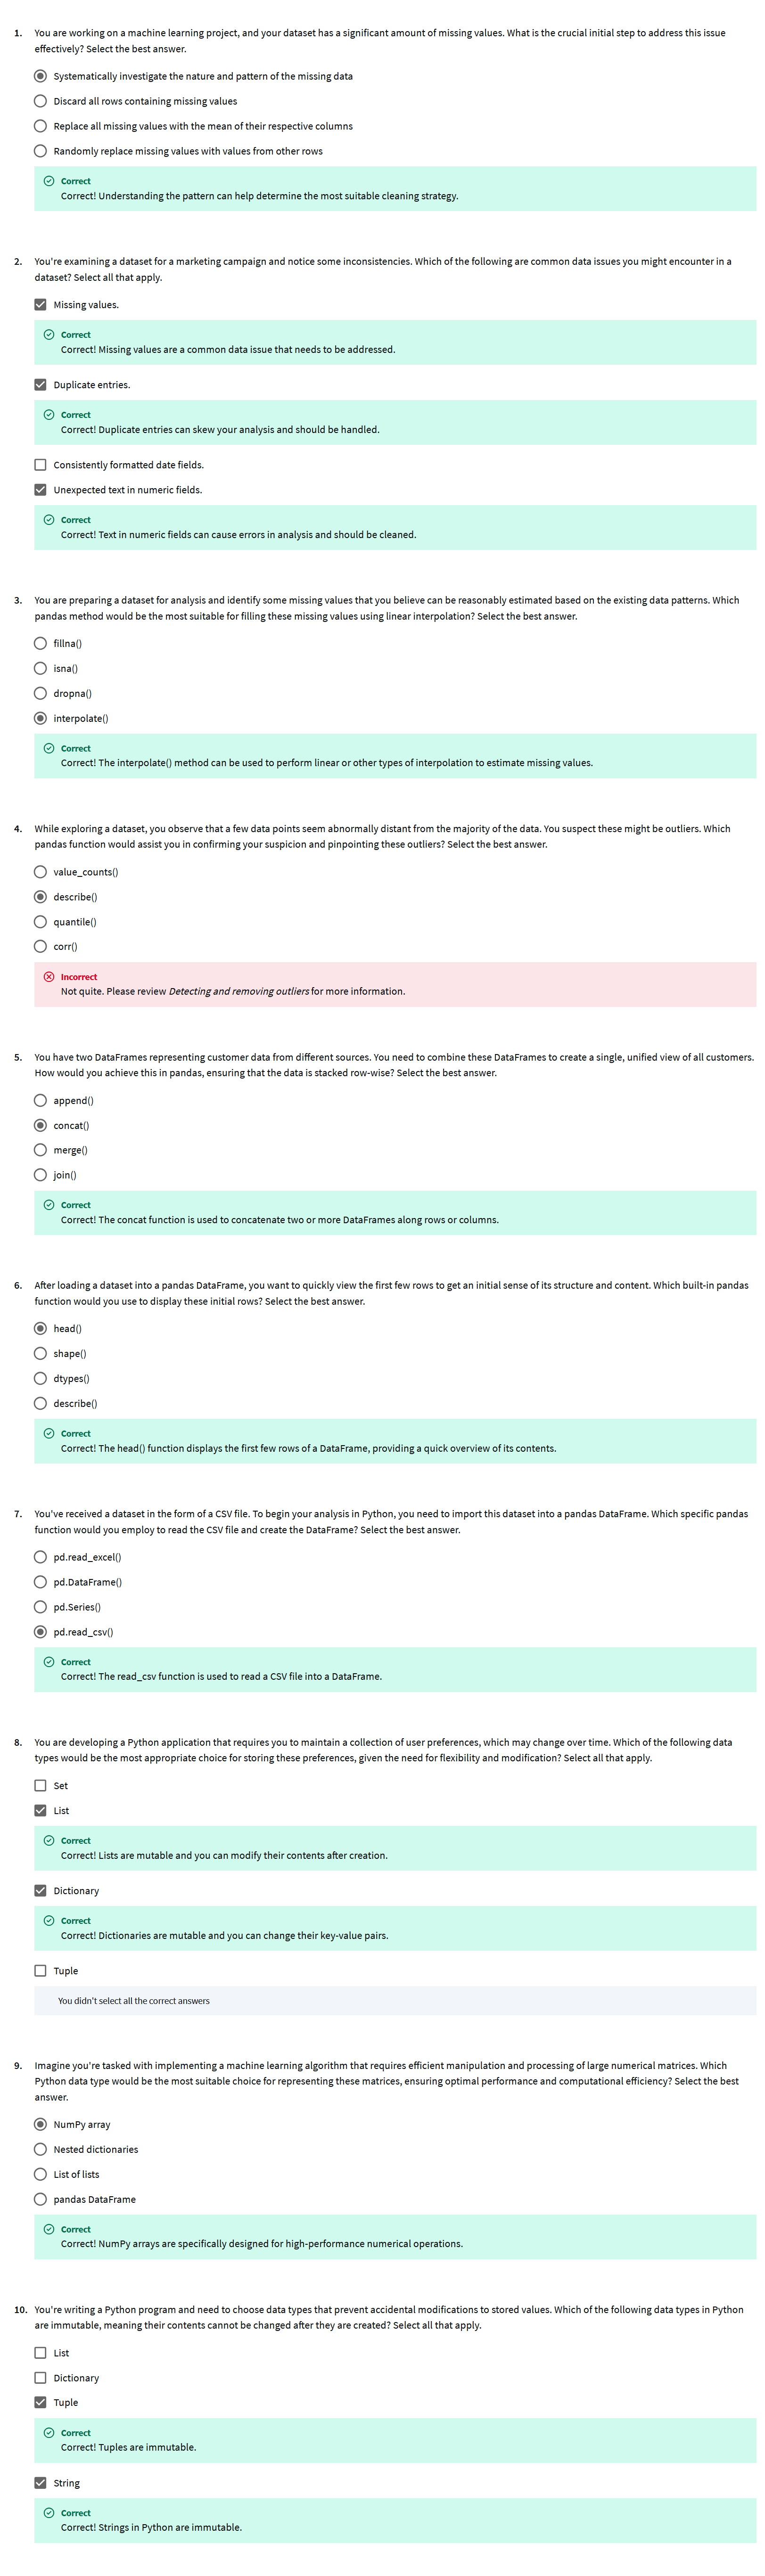 1. You are working on a machine learning project, and your dataset has a significant amount of missing values. What is the crucial initial step to address this issue
effectively? Select the best answer.
Systematically investigate the nature and pattern of the missing data
Discard all rows containing missing values
Replace all missing values with the mean of their respective columns
Randomly replace missing values with values from other rows
Correct
Correct! Understanding the pattern can help determine the most suitable cleaning strategy.
2. You're examining a dataset for a marketing campaign and notice some inconsistencies. Which of the following are common data issues you might encounter in a
dataset? Select all that apply.
Missing values.
Correct
Correct! Missing values are a common data issue that needs to be addressed.
Duplicate entries.
Correct
Correct! Duplicate entries can skew your analysis and should be handled.
Consistently formatted date fields.
Unexpected text in numeric fields.
Correct
Correct! Text in numeric fields can cause errors in analysis and should be cleaned.
3. You are preparing a dataset for analysis and identify some missing values that you believe can be reasonably estimated based on the existing data patterns. Which
pandas method would be the most suitable for filling these missing values using linear interpolation? Select the best answer.
fillna()
isna()
dropna()
interpolate()
Correct
Correct! The interpolate() method can be used to perform linear or other types of interpolation to estimate missing values.
4. While exploring a dataset, you observe that a few data points seem abnormally distant from the majority of the data. You suspect these might be outliers. Which
pandas function would assist you in confirming your suspicion and pinpointing these outliers? Select the best answer.
value_counts()
describe()
quantile()
corr()
Incorrect
Not quite. Please review Detecting and removing outliers for more information.
5. You have two DataFrames representing customer data from different sources. You need to combine these DataFrames to create a single, unified view of all customers.
How would you achieve this in pandas, ensuring that the data is stacked row-wise? Select the best answer.
append()
concat()
merge()
join()
Correct
Correct! The concat function is used to concatenate two or more DataFrames along rows or columns.
6. After loading a dataset into a pandas DataFrame, you want to quickly view the first few rows to get an initial sense of its structure and content. Which built-in pandas
function would you use to display these initial rows? Select the best answer.
head()
shape()
dtypes()
describe()
Correct
Correct! The head() function displays the first few rows of a DataFrame, providing a quick overview of its contents.
7. You've received a dataset in the form of a CSV file. To begin your analysis in Python, you need to import this dataset into a pandas DataFrame. Which specific pandas
function would you employ to read the CSV file and create the DataFrame? Select the best answer.
pd.read_excel()
pd.DataFrame()
pd.Series()
pd.read_csv()
Correct
Correct! The read_csv function is used to read a CSV file into a DataFrame.
8. You are developing a Python application that requires you to maintain a collection of user preferences, which may change over time. Which of the following data
types would be the most appropriate choice for storing these preferences, given the need for flexibility and modification? Select all that apply.
Set
List
Correct
Correct! Lists are mutable and you can modify their contents after creation.
Dictionary
Correct
Correct! Dictionaries are mutable and you can change their key-value pairs.
Tuple
You didn't select all the correct answers
9. Imagine you're tasked with implementing a machine learning algorithm that requires efficient manipulation and processing of large numerical matrices. Which
Python data type would be the most suitable choice for representing these matrices, ensuring optimal performance and computational efficiency? Select the best
answer.
NumPy array
Nested dictionaries
List of lists
pandas DataFrame
Correct
Correct! NumPy arrays are specifically designed for high-performance numerical operations.
10. You're writing a Python program and need to choose data types that prevent accidental modifications to stored values. Which of the following data types in Python
are immutable, meaning their contents cannot be changed after they are created? Select all that apply.
List
Dictionary
Tuple
Correct
Correct! Tuples are immutable.
String
Correct
Correct! Strings in Python are immutable.